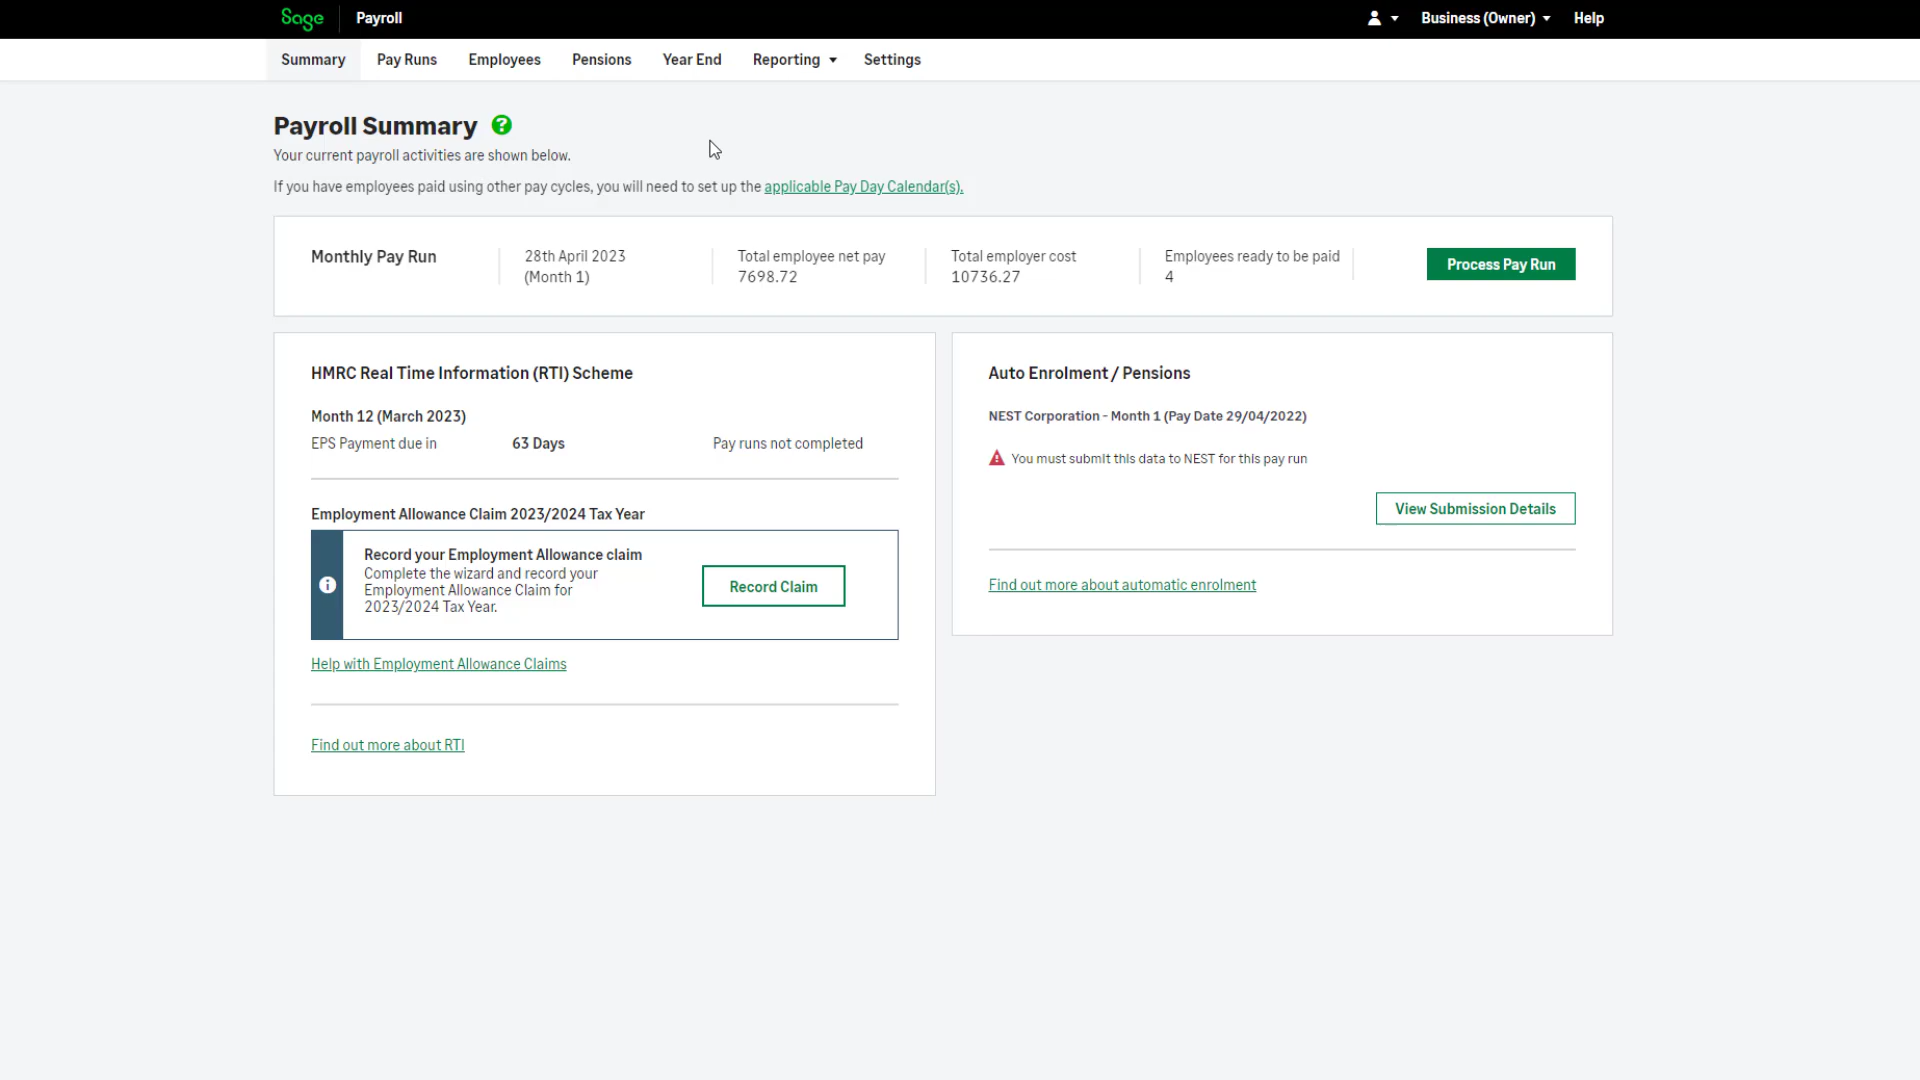 Sage Payroll Business (Owner) Help
Summary Pay Runs Employees Pensions Year End Reporting Settings
Payroll Summary ?
Your current payroll activities are shown below.
If you have employees paid using other pay cycles, you will need to set up the applicable Pay Day Calendar(s).
Monthly Pay Run
28th April 2023
(Month 1)
Total employee net pay
7698.72
Total employer cost
10736.27
Employees ready to be paid
4
Process Pay Run
HMRC Real Time Information (RTI) Scheme
Month 12 (March 2023)
EPS Payment due in 63 Days Pay runs not completed
Employment Allowance Claim 2023/2024 Tax Year
Record your Employment Allowance claim
Complete the wizard and record your
Employment Allowance Claim for
2023/2024 Tax Year.
Record Claim
Help with Employment Allowance Claims
Find out more about RTI
Auto Enrolment / Pensions
NEST Corporation - Month 1 (Pay Date 29/04/2022)
You must submit this data to NEST for this pay run
View Submission Details
Find out more about automatic enrolment